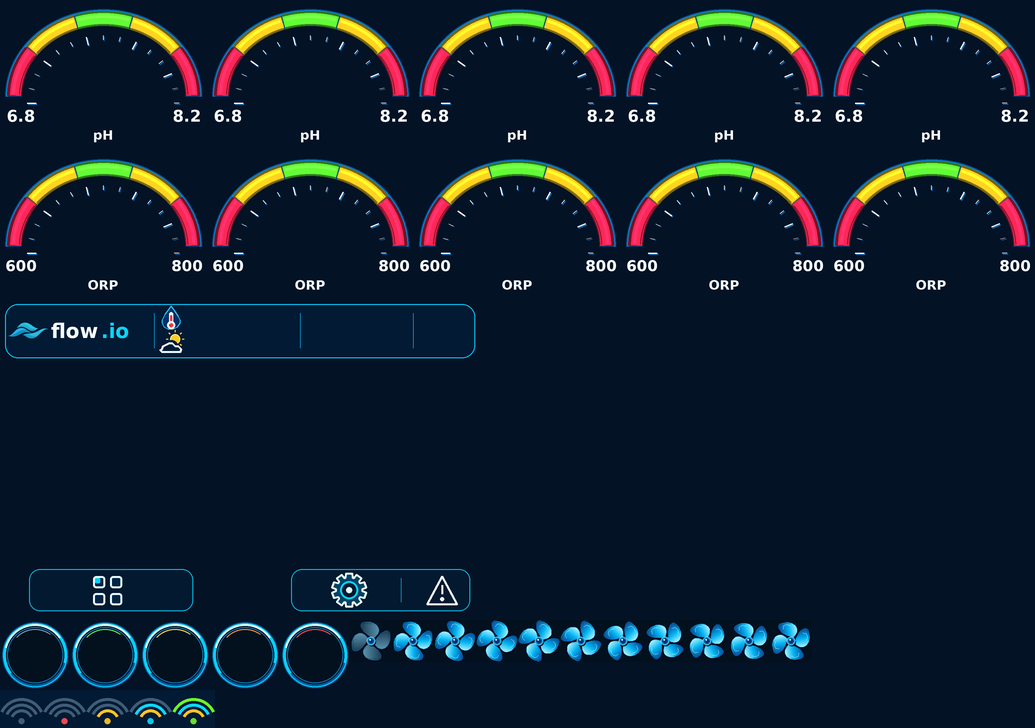 6.8 8.2 6.8 8.2 6.8 8.2 6.8 8.2 6.8 8.2
pH pH pH pH pH
600 800 600 800 600 800 600 800 600 800
ORP ORP ORP ORP ORP
flow.io